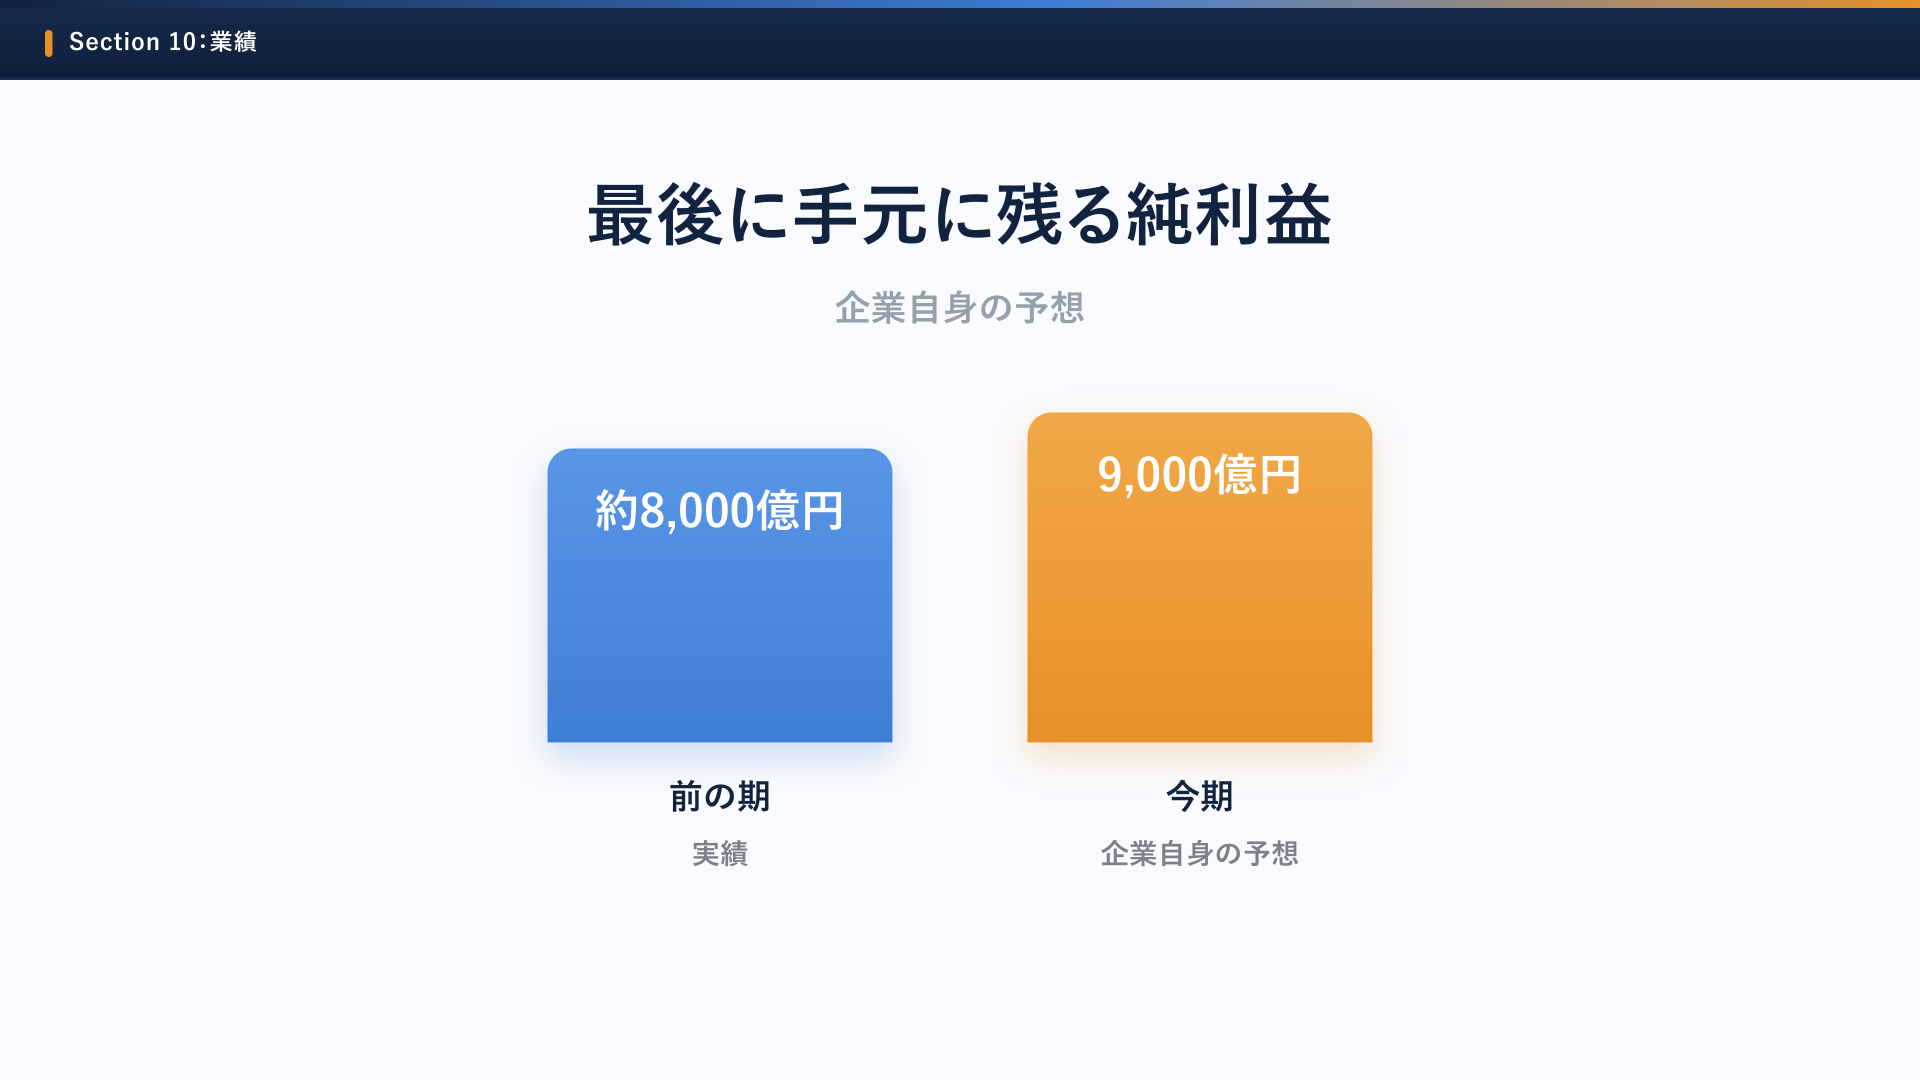 Section 10：業績
最後に手元に残る純利益
企業自身の予想
約8,000億円
9,000億円
前の期
今期
実績
企業自身の予想